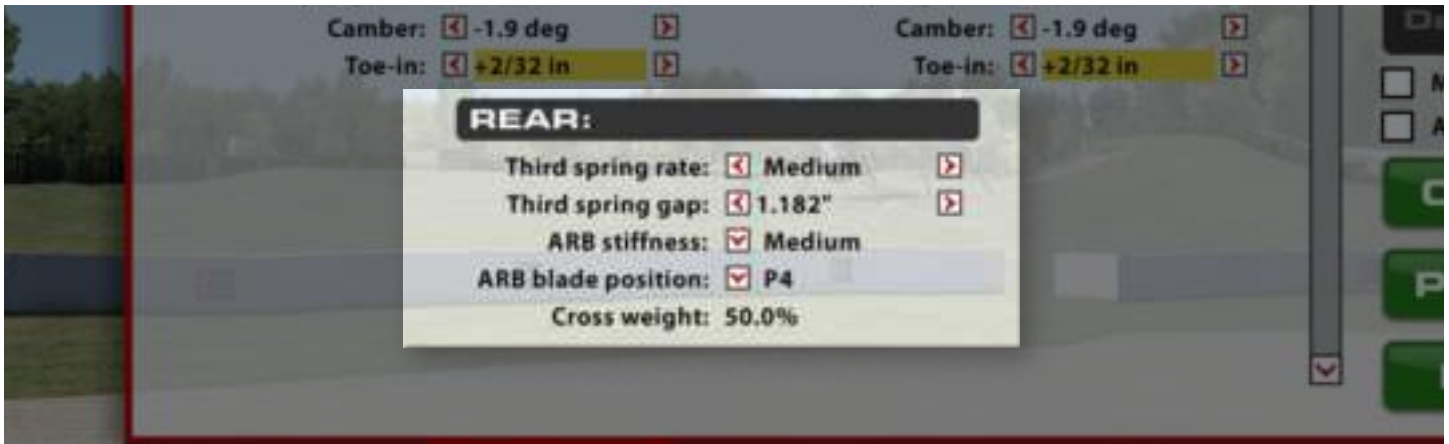 Camber: -1.9 deg Camber: -1.9 deg
Toe-in: +2/32 in Toe-in: +2/32 in
REAR:
Third spring rate: Medium
Third spring gap: 1.182"
ARB stiffness: Medium
ARB blade position: P4
Cross weight: 50.0%